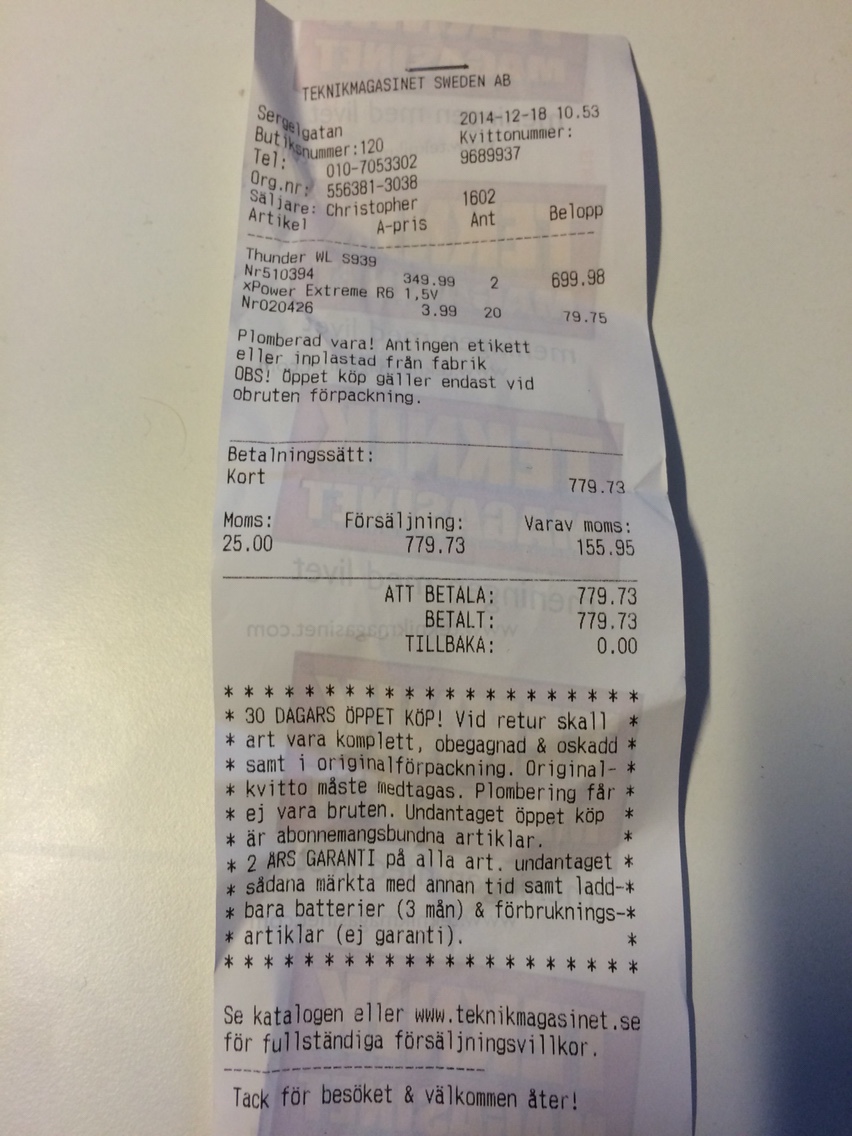 TEKNIKMAGASINET SWEDEN AB
Sergelgatan 2014-12-18 10.53
Butiksnummer:120 Kvittonummer:
Tel: 010-7053302 9689937
Org.nr: 556381-3038
Säljare: Christopher 1602
Artikel A-pris Ant Belopp
Thunder WL S939
Nr510394 349.99 2 699.98
xPower Extreme R6 1,5V
Nr020426 3.99 20 79.75
Plomberad vara! Antingen etikett
eller inplastad från fabrik
OBS! Öppet köp gäller endast vid
obruten förpackning.
Betalningssätt:
Kort 779.73
Moms: Försäljning: Varav moms:
25.00 779.73 155.95
ATT BETALA: 779.73
BETALT: 779.73
TILLBAKA: 0.00
* * * * * * * * * * * * * * * * * * * * *
* 30 DAGARS ÖPPET KÖP! Vid retur skall *
* art vara komplett, obegagnad & oskadd *
* samt i originalförpackning. Original- *
* kvitto måste medtagas. Plombering får *
* ej vara bruten. Undantaget öppet köp *
* är abonnemangsbundna artiklar. *
* 2 ÅRS GARANTI på alla art. undantaget *
* sådana märkta med annan tid samt ladd-*
* bara batterier (3 mån) & förbruknings-*
* artiklar (ej garanti). *
* * * * * * * * * * * * * * * * * * * * *
Se katalogen eller www.teknikmagasinet.se
för fullständiga försäljningsvillkor.
Tack för besöket & välkommen åter!